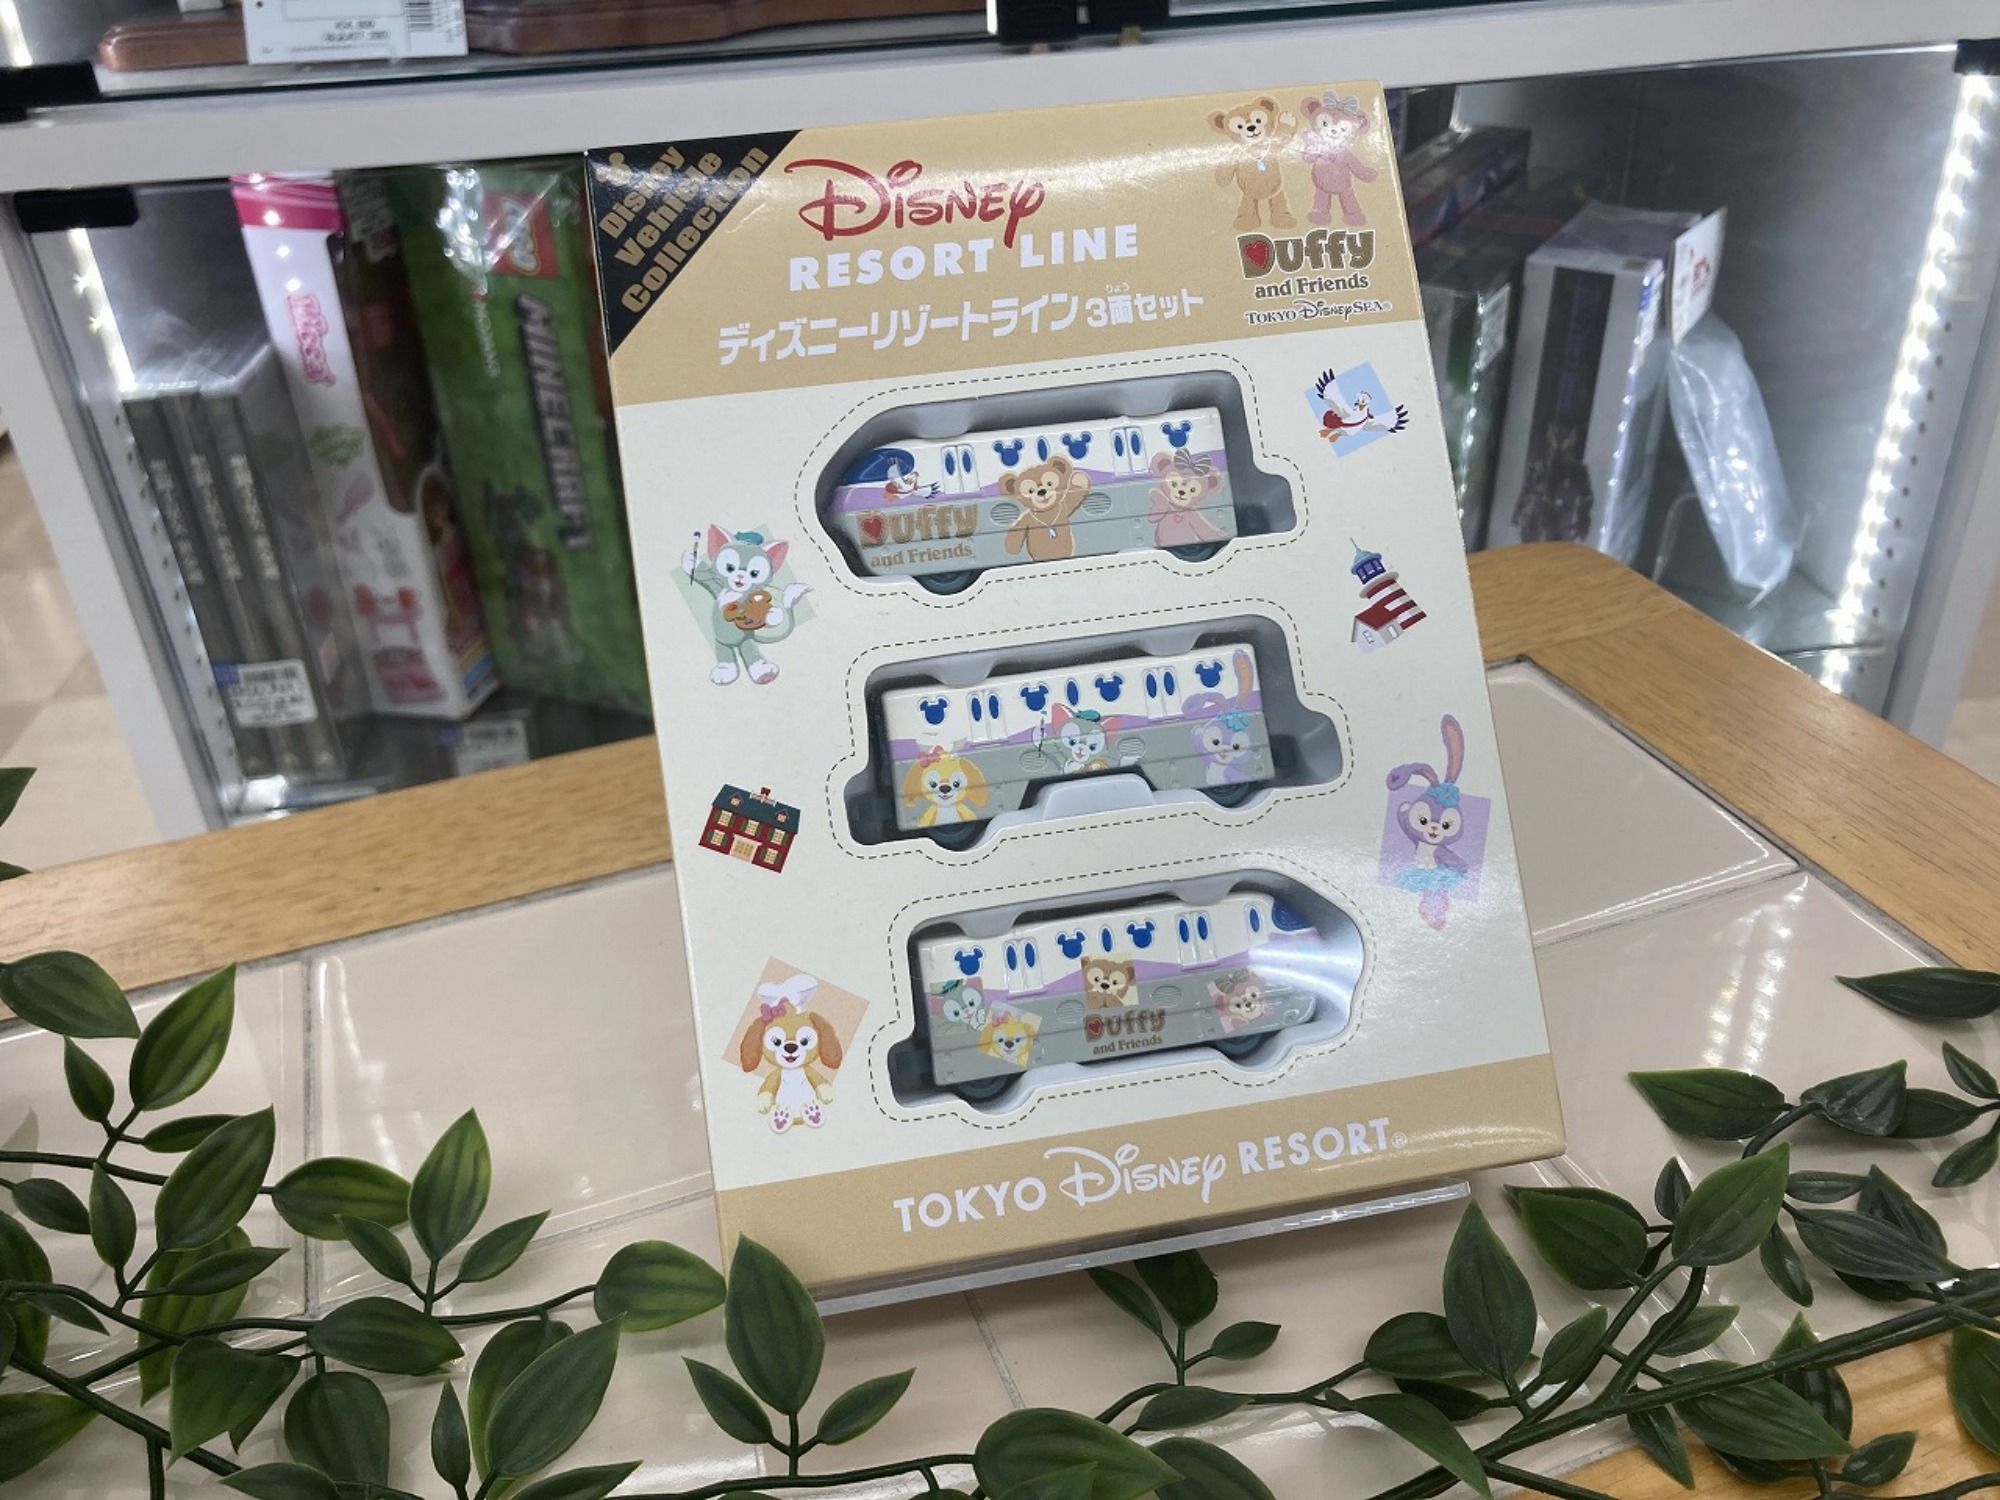 Disney
Vehicle
Collection
Disney
RESORT LINE
りょう
ディズニーリゾートライン 3両セット
Duffy
and Friends
TOKYO DisneySEA®
Duffy
and Friends
Duffy
and Friends
TOKYO Disney RESORT®
MINECRAFT